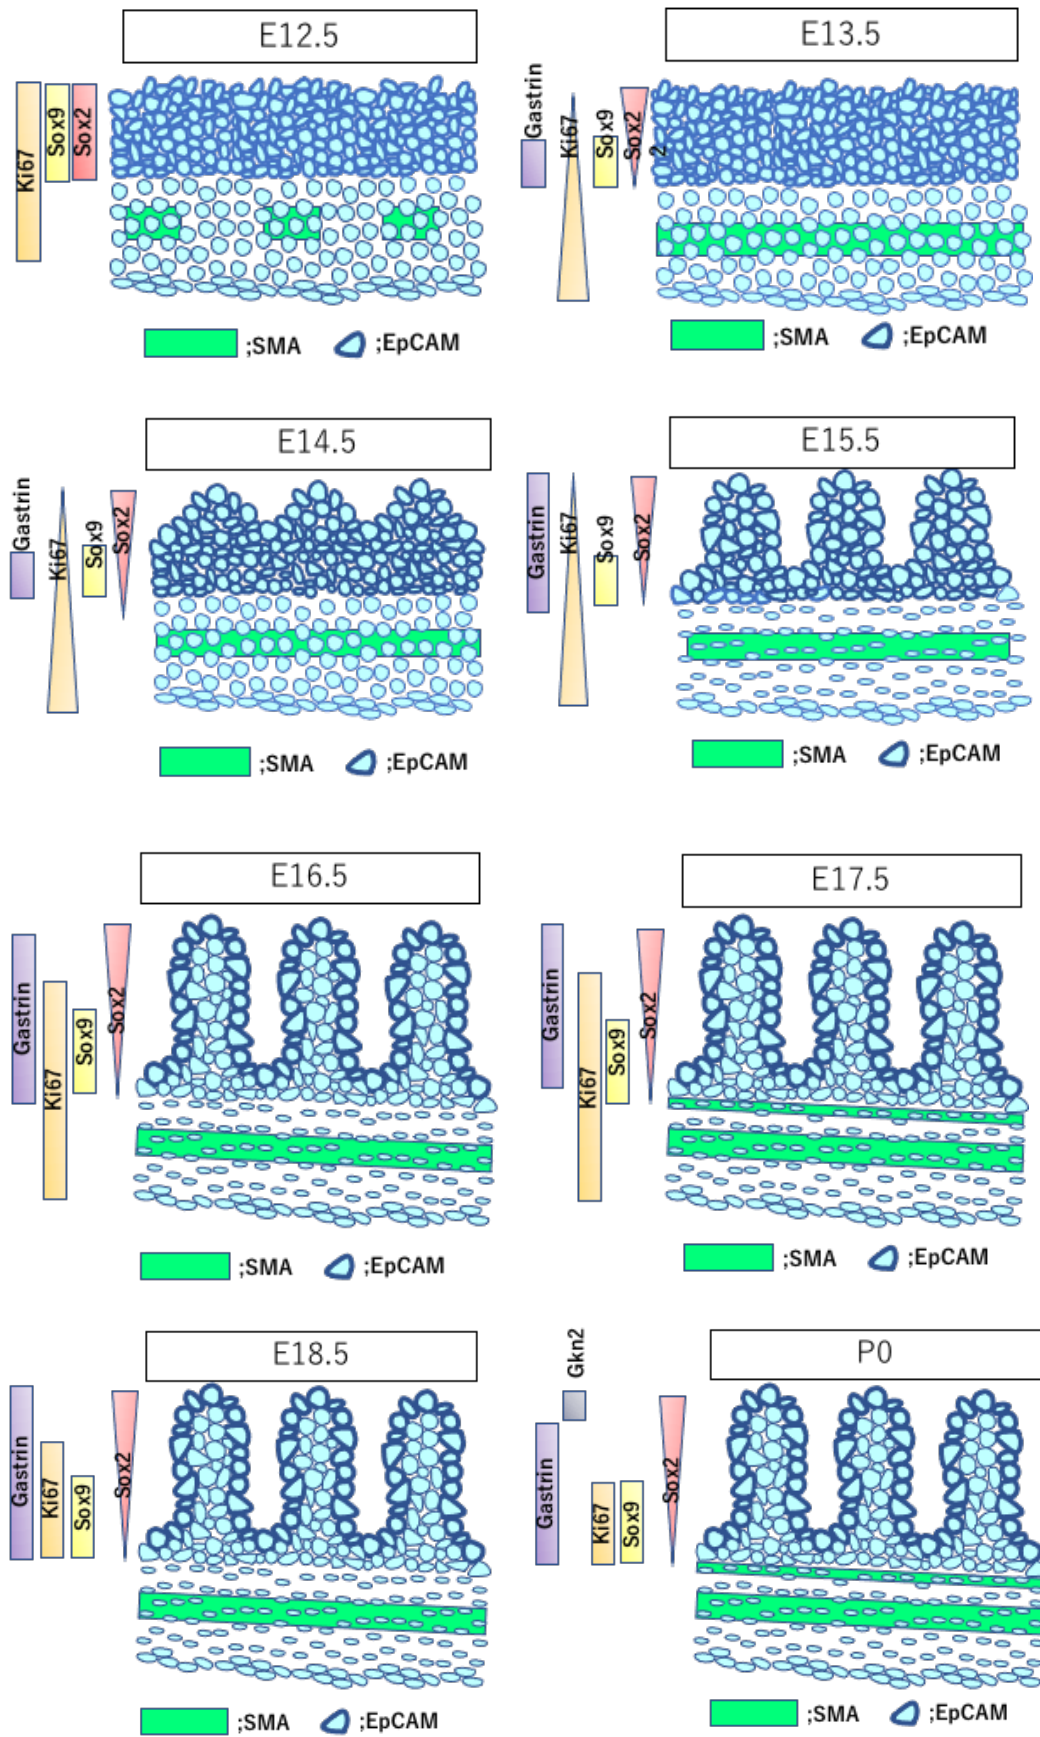 E12.5
Ki67
Sox9
Sox2
;SMA
;EpCAM
E13.5
Gastrin
Ki67
Sox9
Sox2
2
;SMA
;EpCAM
E14.5
Gastrin
Ki67
Sox9
Sox2
;SMA
;EpCAM
E15.5
Gastrin
Ki67
Sox9
Sox2
;SMA
;EpCAM
E16.5
Gastrin
Ki67
Sox9
Sox2
;SMA
;EpCAM
E17.5
Gastrin
Ki67
Sox9
Sox2
;SMA
;EpCAM
E18.5
Gastrin
Ki67
Sox9
Sox2
;SMA
;EpCAM
P0
Gastrin
Gkn2
Ki67
Sox9
Sox2
;SMA
;EpCAM